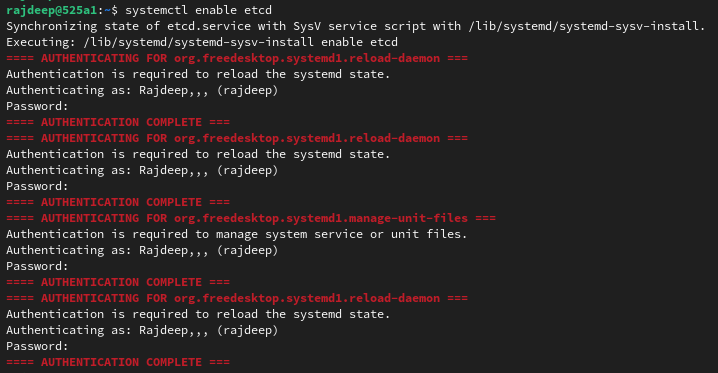 rajdeep@525a1:~$ systemctl enable etcd
Synchronizing state of etcd.service with SysV service script with /lib/systemd/systemd-sysv-install.
Executing: /lib/systemd/systemd-sysv-install enable etcd
==== AUTHENTICATING FOR org.freedesktop.systemd1.reload-daemon ===
Authentication is required to reload the systemd state.
Authenticating as: Rajdeep,,, (rajdeep)
Password:
==== AUTHENTICATION COMPLETE ===
==== AUTHENTICATING FOR org.freedesktop.systemd1.reload-daemon ===
Authentication is required to reload the systemd state.
Authenticating as: Rajdeep,,, (rajdeep)
Password:
==== AUTHENTICATION COMPLETE ===
==== AUTHENTICATING FOR org.freedesktop.systemd1.manage-unit-files ===
Authentication is required to manage system service or unit files.
Authenticating as: Rajdeep,,, (rajdeep)
Password:
==== AUTHENTICATION COMPLETE ===
==== AUTHENTICATING FOR org.freedesktop.systemd1.reload-daemon ===
Authentication is required to reload the systemd state.
Authenticating as: Rajdeep,,, (rajdeep)
Password:
==== AUTHENTICATION COMPLETE ===